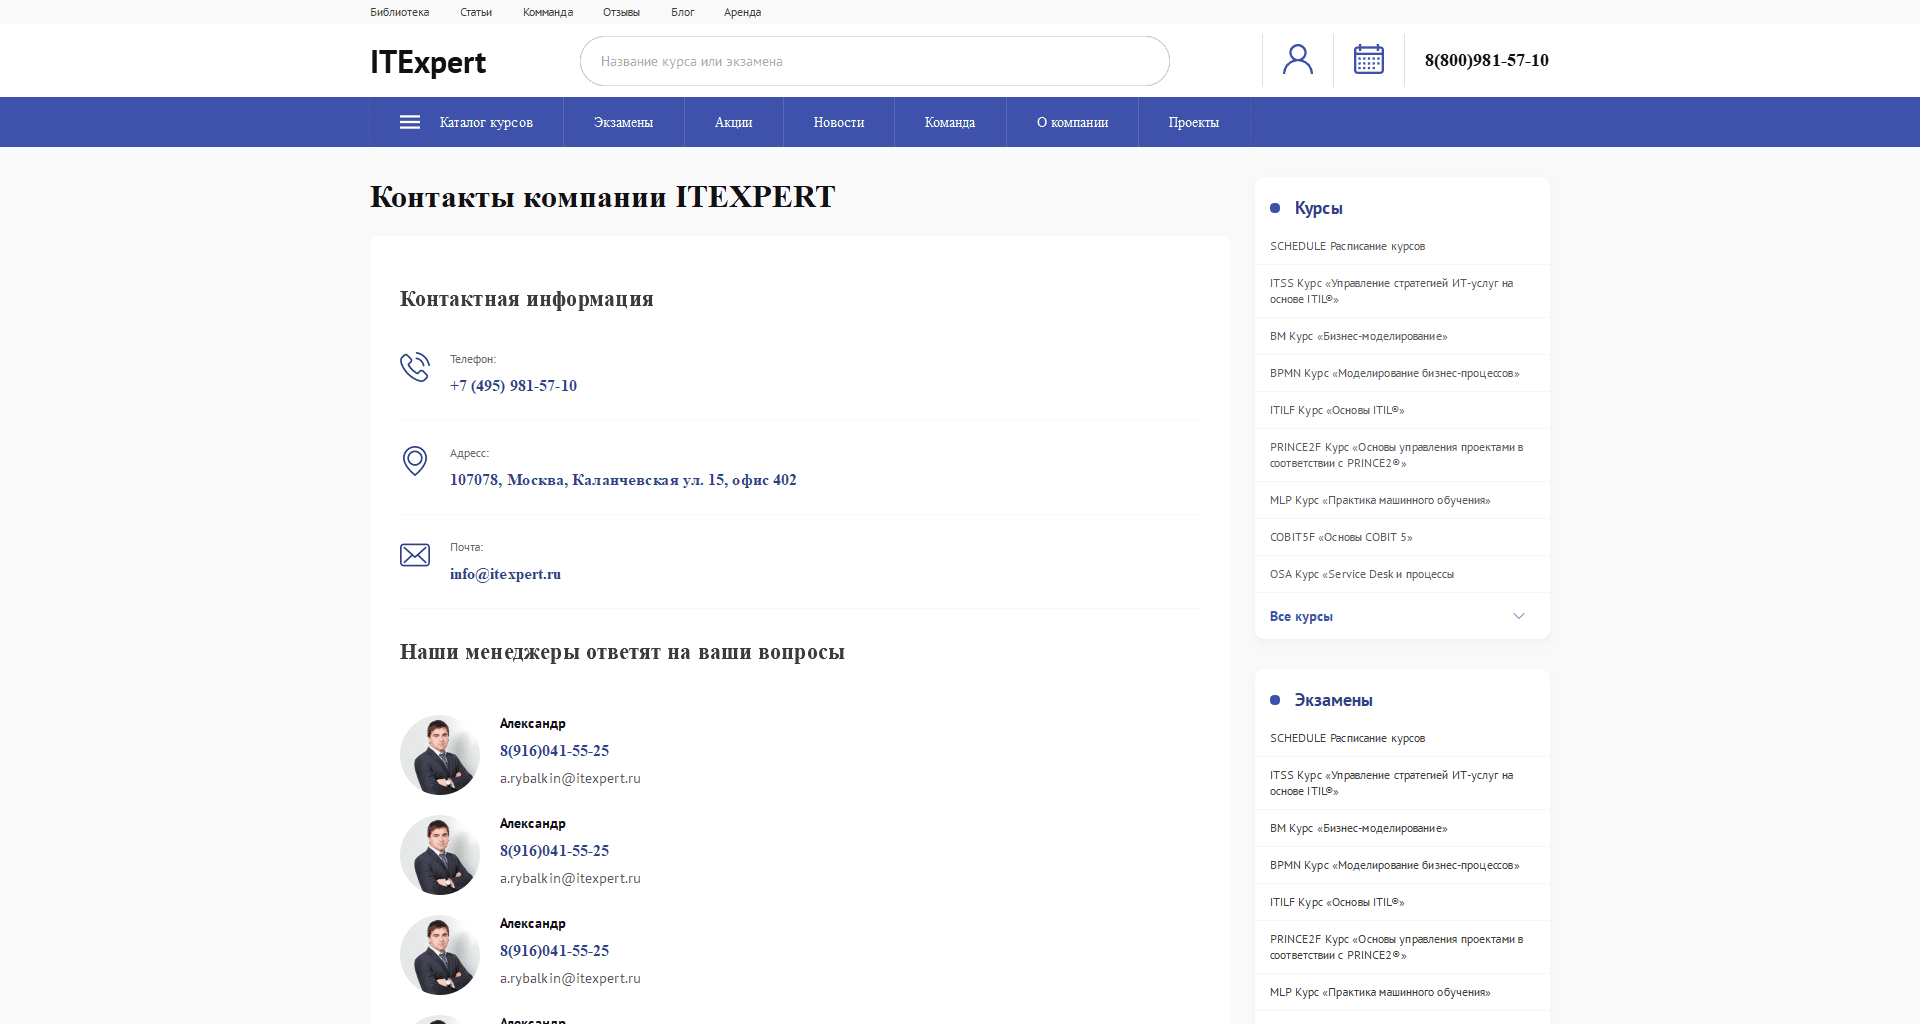 Библиотека Статьи Комманда Отзывы Блог Аренда
ITExpert
Название курса или экзамена
8(800)981-57-10
Каталог курсов Экзамены Акции Новости Команда О компании Проекты
Контакты компании ITEXPERT
Контактная информация
Телефон:
+7 (495) 981-57-10
Адресс:
107078, Москва, Каланчевская ул. 15, офис 402
Почта:
info@itexpert.ru
Наши менеджеры ответят на ваши вопросы
Александр
8(916)041-55-25
a.rybalkin@itexpert.ru
Александр
8(916)041-55-25
a.rybalkin@itexpert.ru
Александр
8(916)041-55-25
a.rybalkin@itexpert.ru
Александр
Курсы
SCHEDULE Расписание курсов
ITSS Курс «Управление стратегией ИТ-услуг на
основе ITIL®»
BM Курс «Бизнес-моделирование»
BPMN Курс «Моделирование бизнес-процессов»
ITILF Курс «Основы ITIL®»
PRINCE2F Курс «Основы управления проектами в
соответствии с PRINCE2®»
MLP Курс «Практика машинного обучения»
COBIT5F «Основы COBIT 5»
OSA Курс «Service Desk и процессы
Все курсы
Экзамены
SCHEDULE Расписание курсов
ITSS Курс «Управление стратегией ИТ-услуг на
основе ITIL®»
BM Курс «Бизнес-моделирование»
BPMN Курс «Моделирование бизнес-процессов»
ITILF Курс «Основы ITIL®»
PRINCE2F Курс «Основы управления проектами в
соответствии с PRINCE2®»
MLP Курс «Практика машинного обучения»